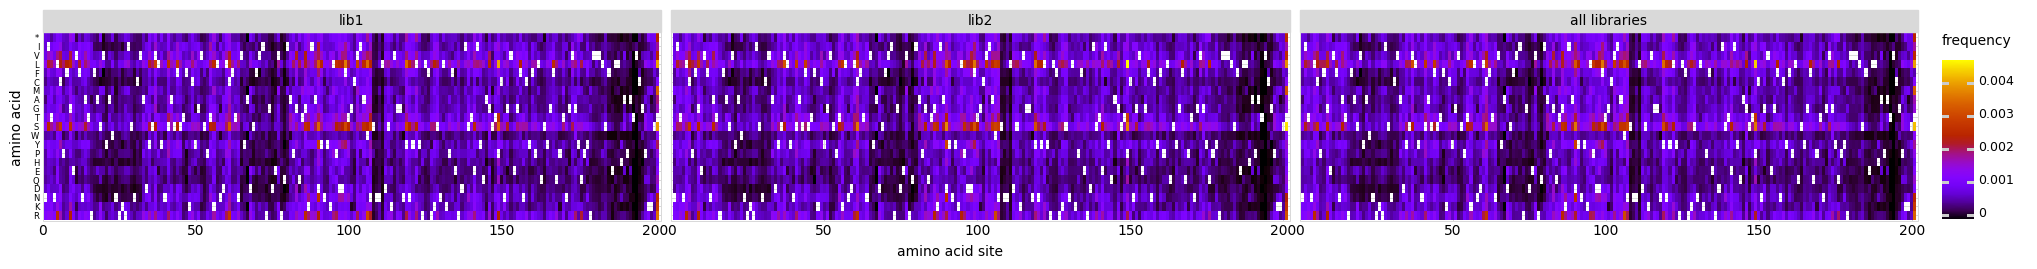 lib1 lib2 all libraries
frequency
0.004
0.003
0.002
0.001
0
amino acid
*
I
V
L
F
C
M
A
G
T
S
W
Y
P
H
E
Q
D
N
K
R
0 50 100 150 200 0 50 100 150 200 0 50 100 150 200
amino acid site